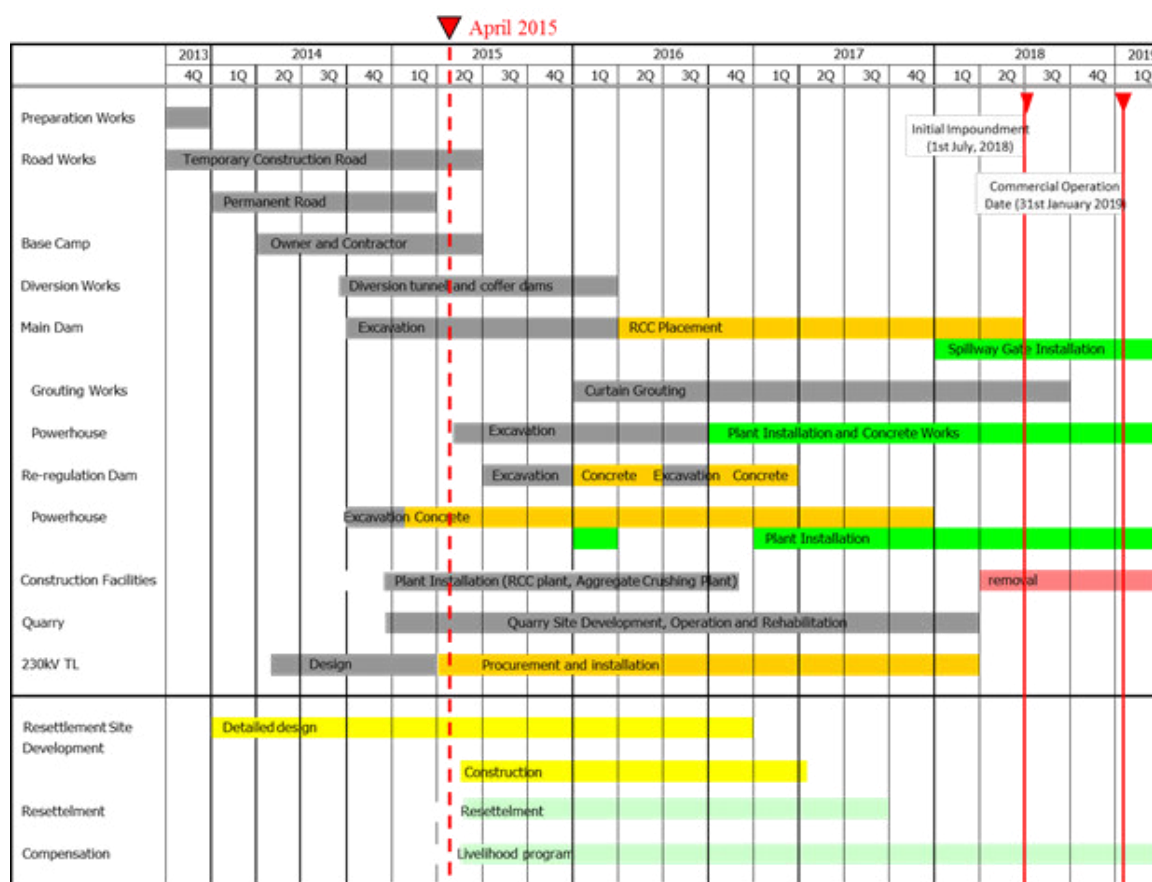 April 2015
2013 2014 2015 2016 2017 2018 2019
4Q 1Q 2Q 3Q 4Q 1Q 2Q 3Q 4Q 1Q 2Q 3Q 4Q 1Q 2Q 3Q 4Q 1Q 2Q 3Q 4Q 1Q
Preparation Works
Initial Impoundment
(1st July, 2018)
Road Works Temporary Construction Road
Commercial Operation
Date (31st January 2019)
Permanent Road
Base Camp Owner and Contractor
Diversion Works Diversion tunnel and coffer dams
Main Dam Excavation RCC Placement
Spillway Gate Installation
Grouting Works Curtain Grouting
Powerhouse Excavation Plant Installation and Concrete Works
Re-regulation Dam Excavation Concrete Excavation Concrete
Powerhouse Excavation Concrete
Plant Installation
Construction Facilities Plant Installation (RCC plant, Aggregate Crushing Plant) removal
Quarry Quarry Site Development, Operation and Rehabilitation
230kV TL Design Procurement and installation
Resettlement Site Detailed design
Development
Construction
Resettelment Resettelment
Compensation Livelihood program